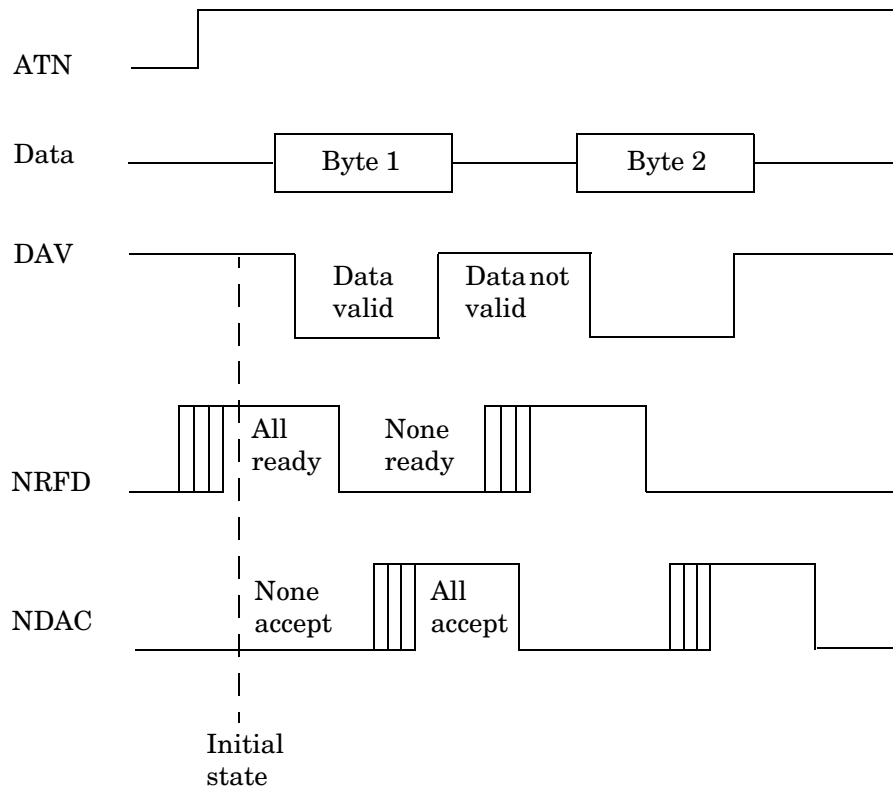 ATN
Data
Byte 1
Byte 2
DAV
Data
valid
Data not
valid
NRFD
All
ready
None
ready
NDAC
None
accept
All
accept
Initial
state